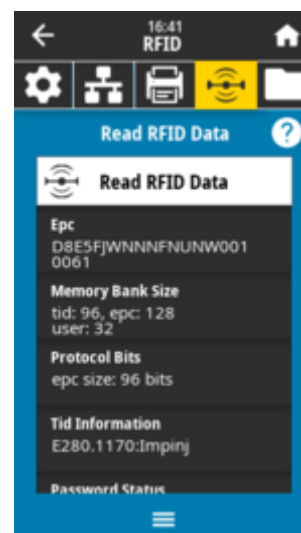 16:41
RFID
Read RFID Data
?
Read RFID Data
Epc
D8E5FJWNNNFNUNW001
0061
Memory Bank Size
tid: 96, epc: 128
user: 32
Protocol Bits
epc size: 96 bits
Tid Information
E280.1170:Impinj
Password Status